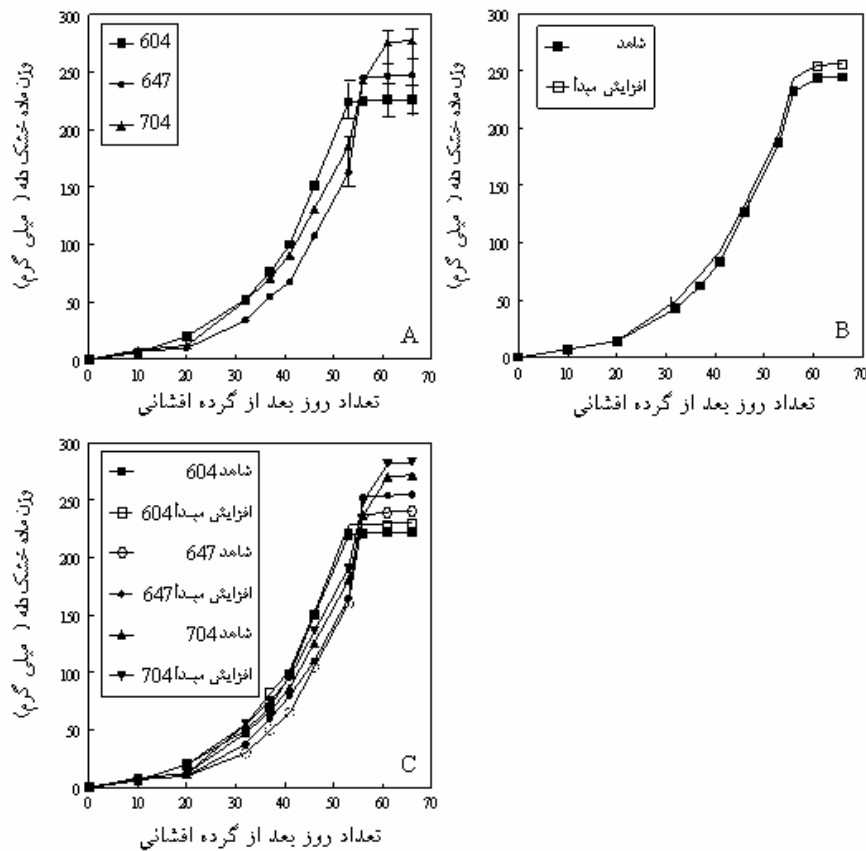 300
250
200
150
100
50
0
وزن ماده خشک دانه ( میلی گرم)
604
647
704
A
0 10 20 30 40 50 60 70
تعداد روز بعد از گرده افشانی
300
250
200
150
100
50
0
وزن ماده خشک دانه ( میلی گرم)
شاهد
افزایش مبدأ
B
0 10 20 30 40 50 60 70
تعداد روز بعد از گرده افشانی
300
250
200
150
100
50
0
وزن ماده خشک دانه ( میلی گرم)
شاهد 604
افزایش مبدأ 604
شاهد 647
افزایش مبدأ 647
شاهد 704
افزایش مبدأ 704
C
0 10 20 30 40 50 60 70
تعداد روز بعد از گرده افشانی